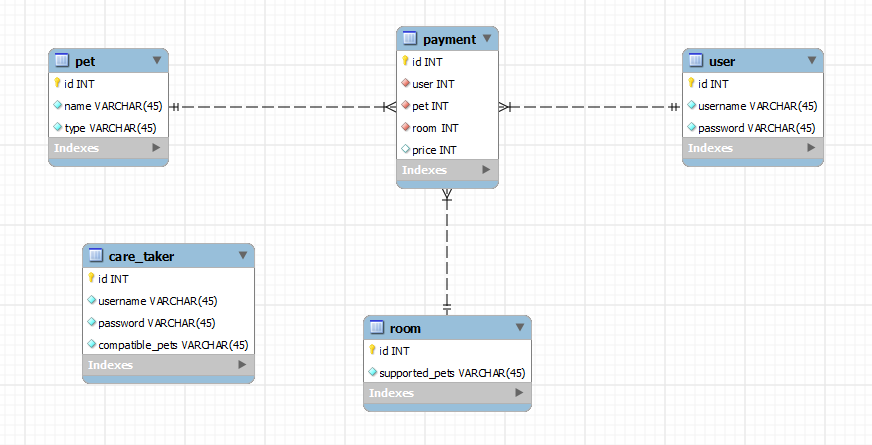 pet
id INT
name VARCHAR(45)
type VARCHAR(45)
Indexes
payment
id INT
user INT
pet INT
room INT
price INT
Indexes
user
id INT
username VARCHAR(45)
password VARCHAR(45)
Indexes
care_taker
id INT
username VARCHAR(45)
password VARCHAR(45)
compatible_pets VARCHAR(45)
Indexes
room
id INT
supported_pets VARCHAR(45)
Indexes